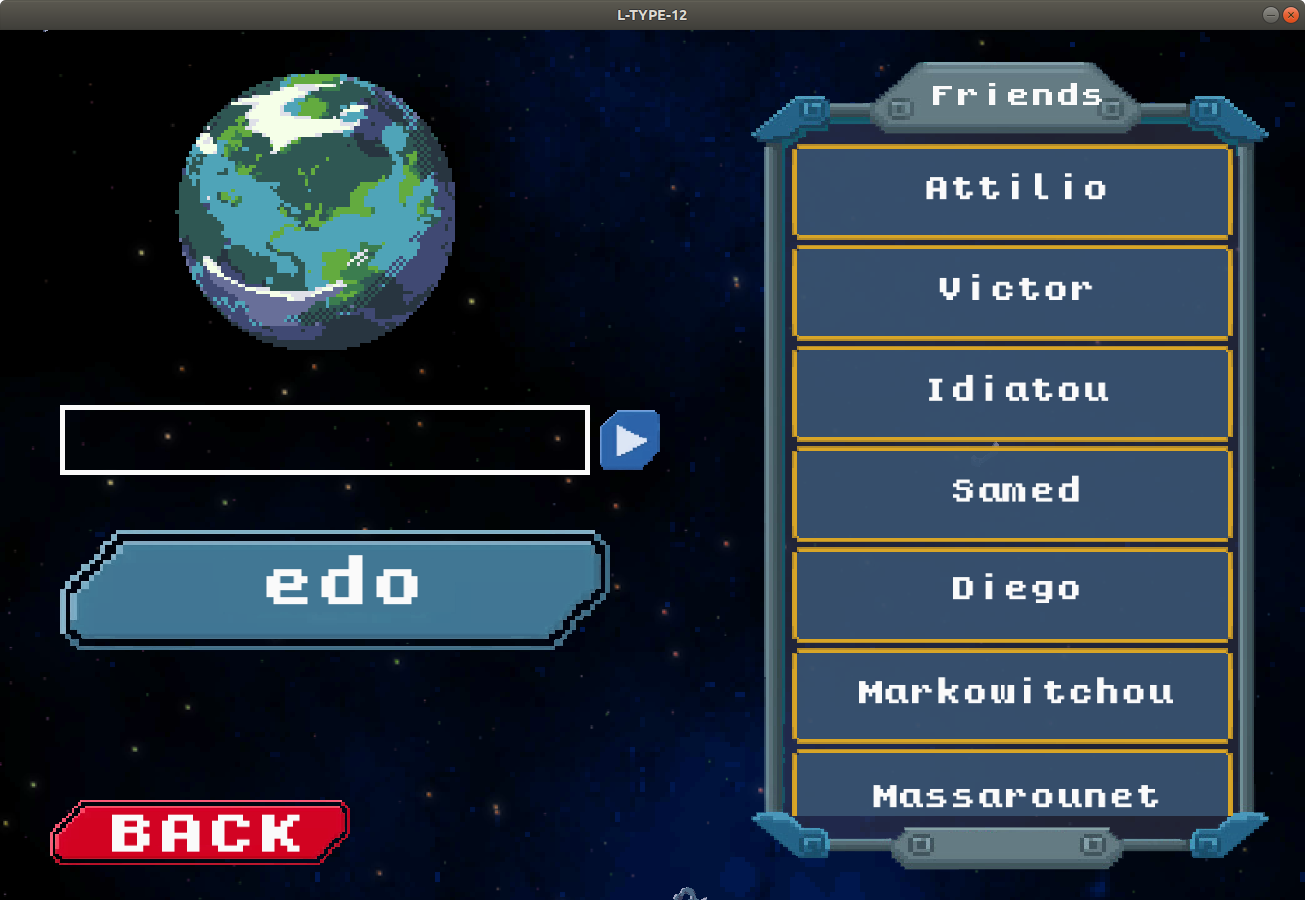 L-TYPE-12
Friends
Attilio
Victor
Idiatou
Samed
Diego
Markowitchou
Massarounet
edo
BACK